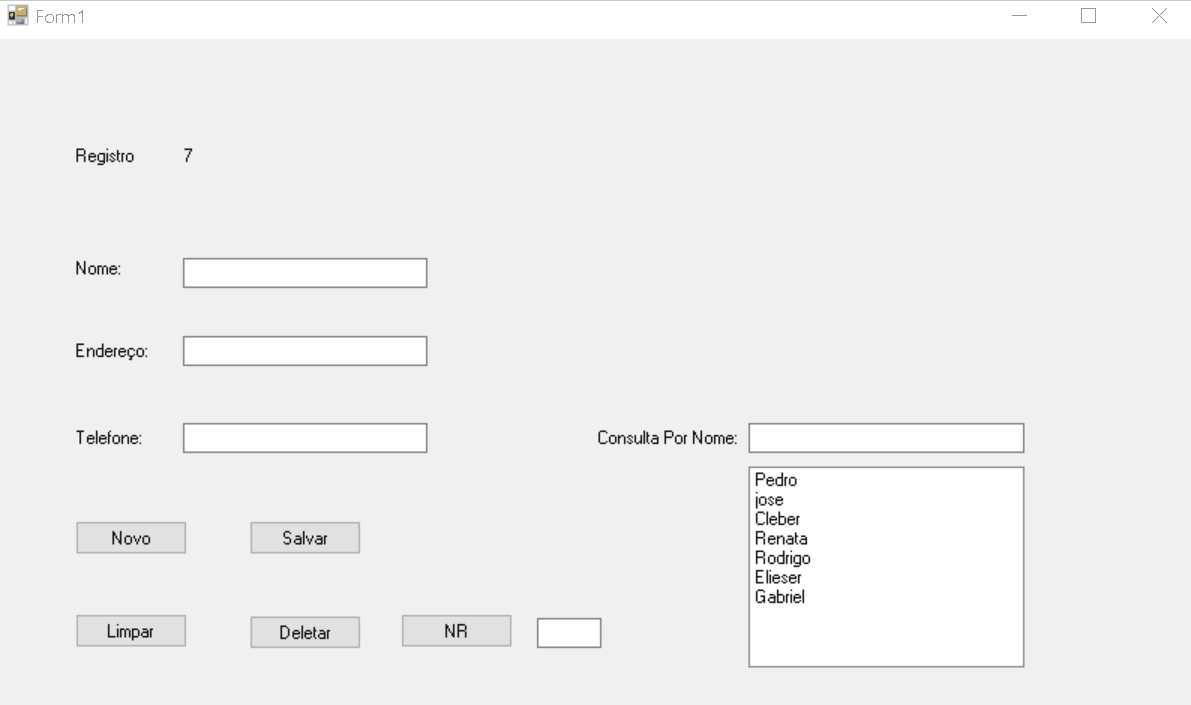 Form1
Registro 7
Nome:
Endereço:
Telefone:
Consulta Por Nome:
Pedro
jose
Cleber
Renata
Rodrigo
Elieser
Gabriel
Novo Salvar
Limpar Deletar NR